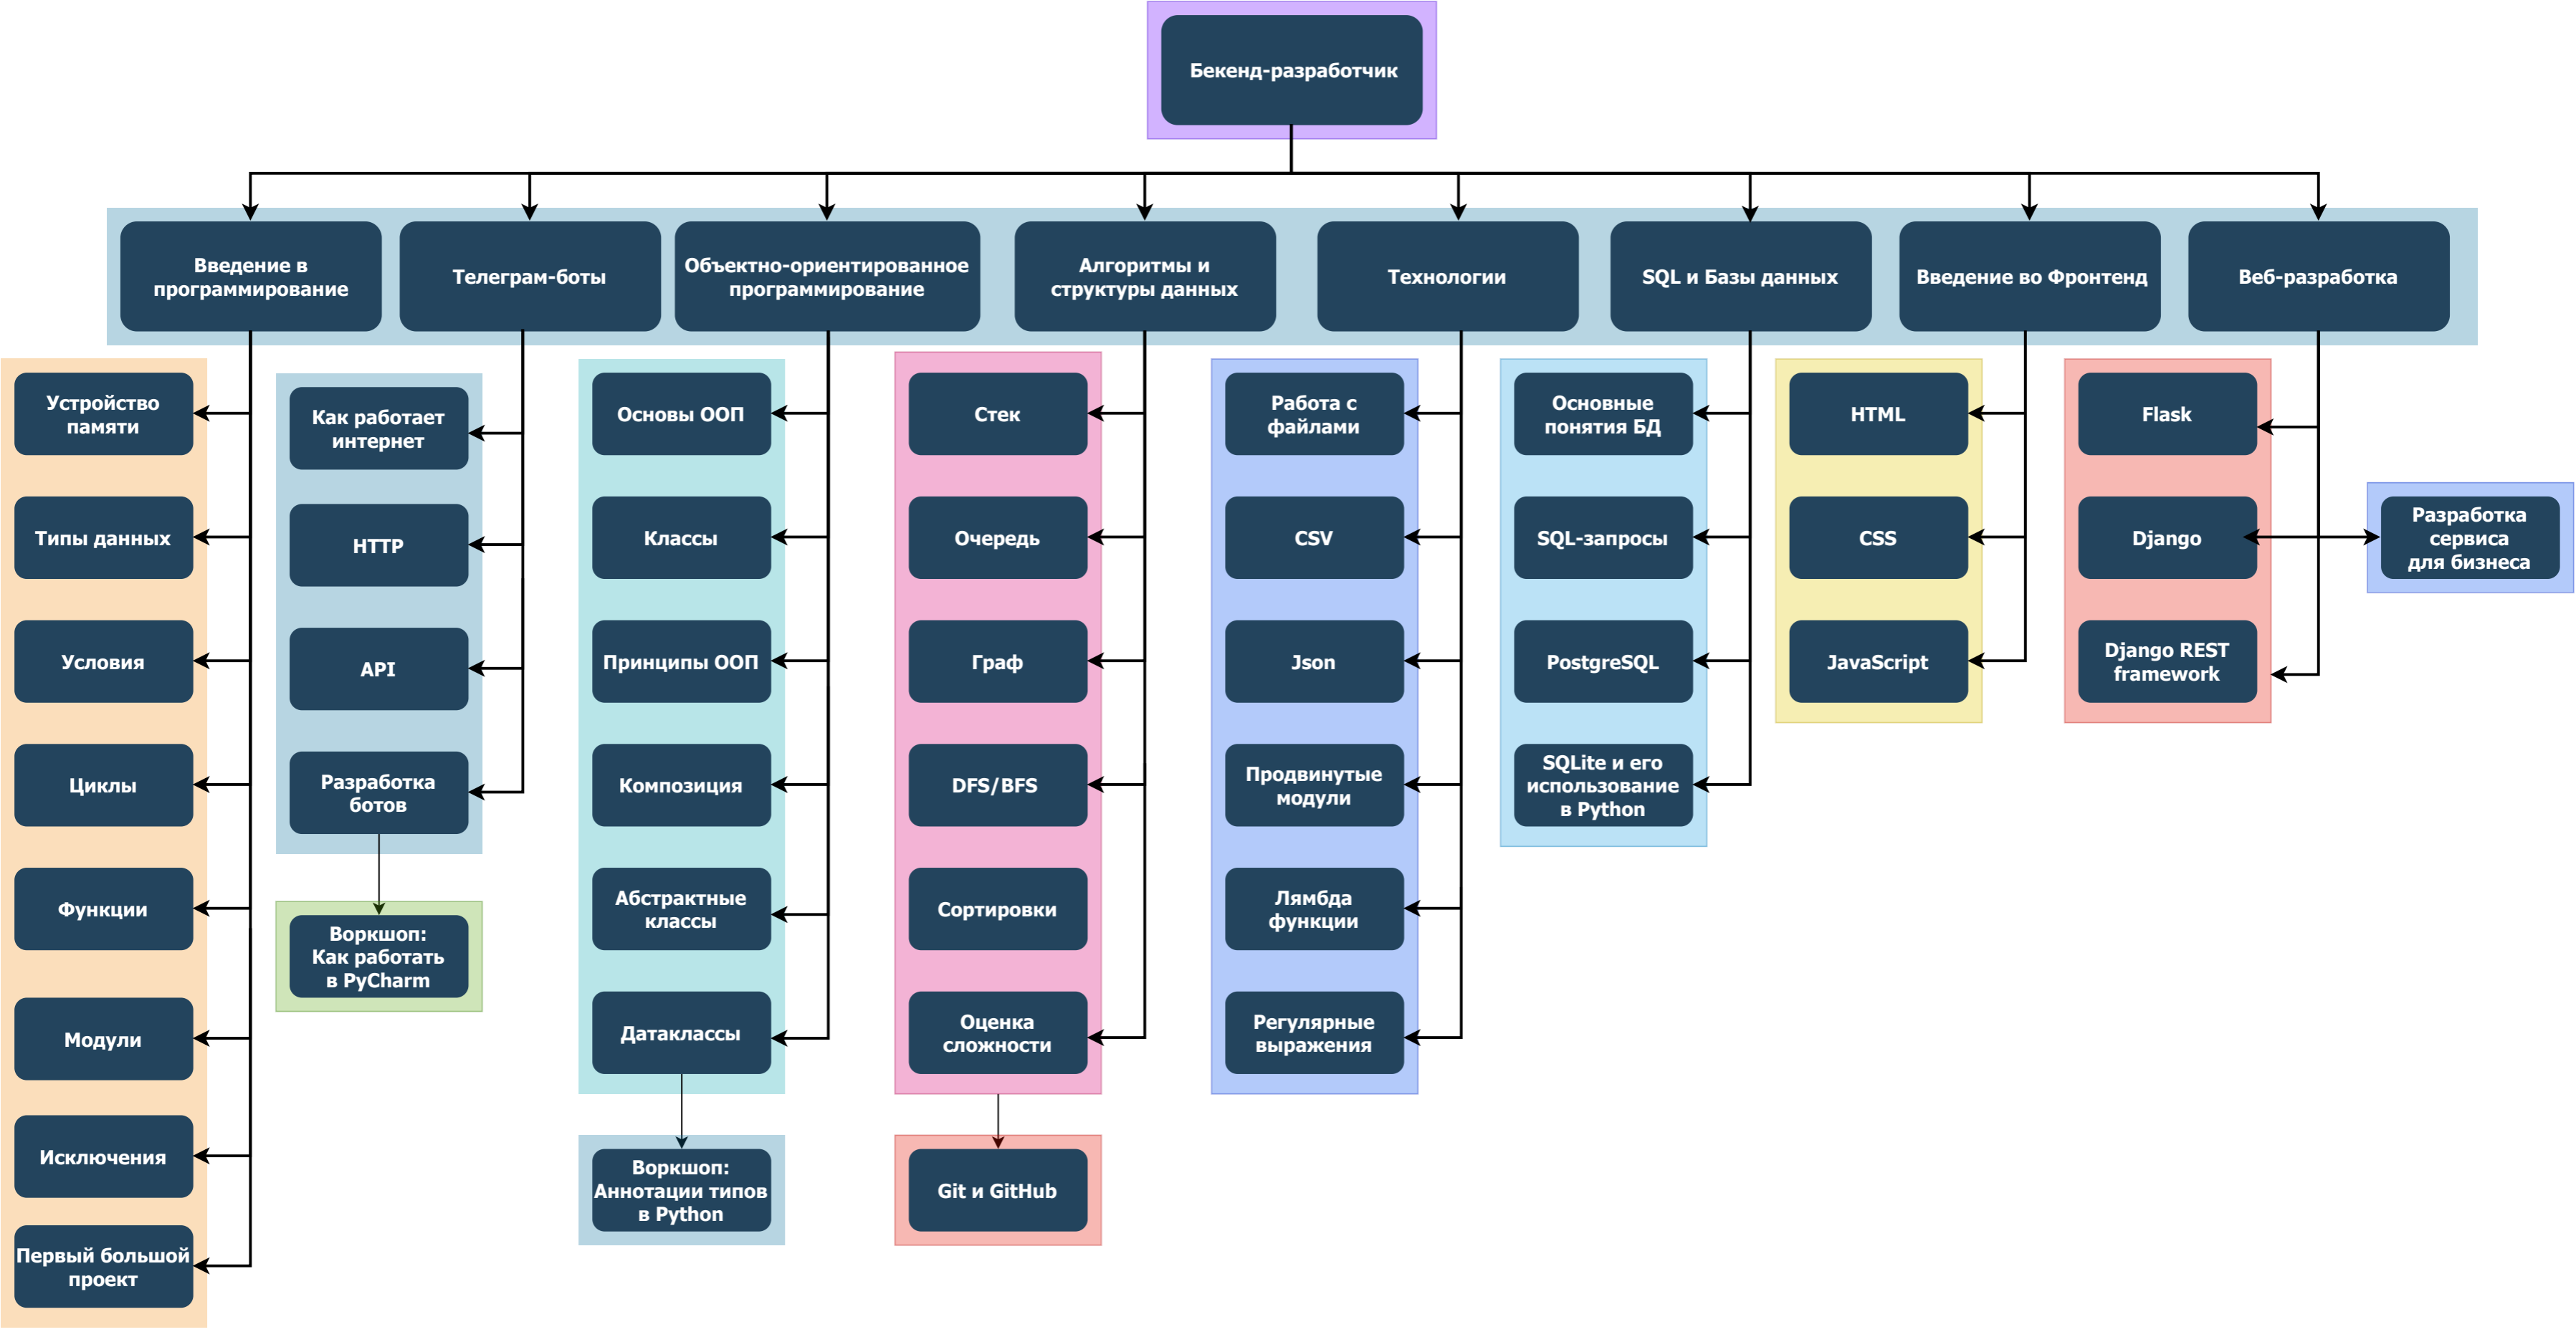 Бекенд-разработчик
Введение в
программирование
Телеграм-боты
Объектно-ориентированное
программирование
Алгоритмы и
структуры данных
Технологии
SQL и Базы данных
Введение во Фронтенд
Веб-разработка
Устройство
памяти
Типы данных
Условия
Циклы
Функции
Модули
Исключения
Первый большой
проект
Как работает
интернет
HTTP
API
Разработка
ботов
Воркшоп:
Как работать
в PyCharm
Основы ООП
Классы
Принципы ООП
Композиция
Абстрактные
классы
Датаклассы
Воркшоп:
Аннотации типов
в Python
Стек
Очередь
Граф
DFS/BFS
Сортировки
Оценка
сложности
Git и GitHub
Работа с
файлами
CSV
Json
Продвинутые
модули
Лямбда
функции
Регулярные
выражения
Основные
понятия БД
SQL-запросы
PostgreSQL
SQLite и его
использование
в Python
HTML
CSS
JavaScript
Flask
Django
Django REST
framework
Разработка
сервиса
для бизнеса